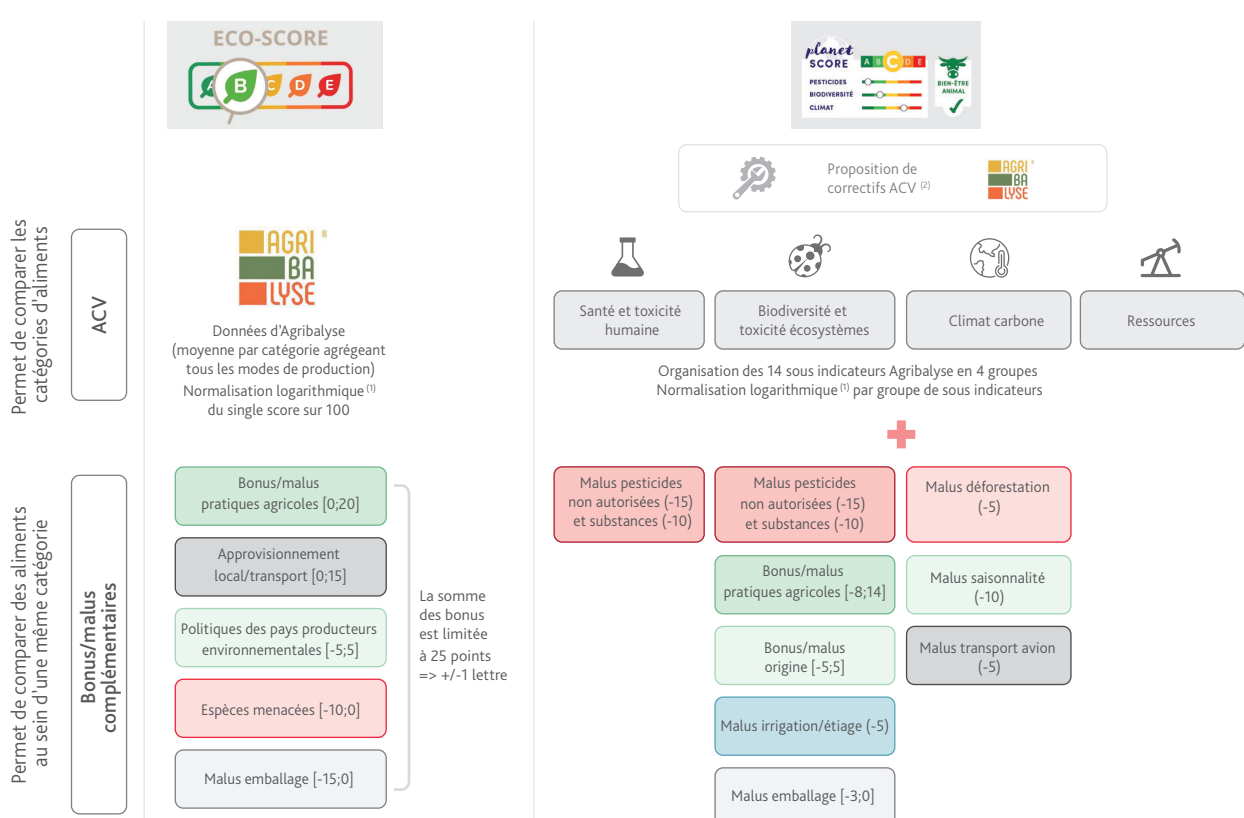 ECO-SCORE
A B C D E
planet
SCORE
A B C D E
PESTICIDES
BIODIVERSITÉ
CLIMAT
BIEN-ÊTRE
ANIMAL
Proposition de
correctifs ACV (2)
AGRI ®
BA
LYSE
Permet de comparer les
catégories d'aliments
ACV
AGRI ®
BA
LYSE
Données d'Agribalyse
(moyenne par catégorie agrégeant
tous les modes de production)
Normalisation logarithmique (1)
du single score sur 100
Santé et toxicité
humaine
Biodiversité et
toxicité écosystèmes
Climat carbone
Ressources
Organisation des 14 sous indicateurs Agribalyse en 4 groupes
Normalisation logarithmique (1) par groupe de sous indicateurs
Permet de comparer des aliments
au sein d'une même catégorie
Bonus/malus
complémentaires
Bonus/malus
pratiques agricoles [0;20]
Approvisionnement
local/transport [0;15]
Politiques des pays producteurs
environnementales [-5;5]
Espèces menacées [-10;0]
Malus emballage [-15;0]
La somme
des bonus
est limitée
à 25 points
=> +/-1 lettre
Malus pesticides
non autorisées (-15)
et substances (-10)
Malus pesticides
non autorisées (-15)
et substances (-10)
Bonus/malus
pratiques agricoles [-8;14]
Bonus/malus
origine [-5;5]
Malus irrigation/étiage (-5)
Malus emballage [-3;0]
Malus déforestation
(-5)
Malus saisonnalité
(-10)
Malus transport avion
(-5)